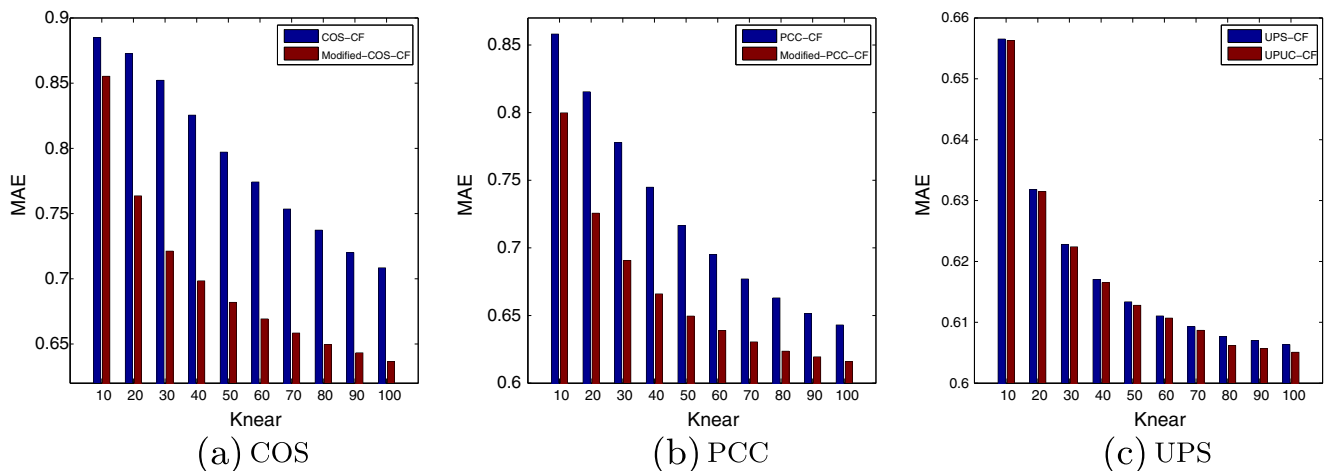 0.9
0.85
0.8
0.75
0.7
0.65
MAE
COS-CF
Modified-COS-CF
10 20 30 40 50 60 70 80 90 100
Knear
(a) COS
0.85
0.8
0.75
0.7
0.65
0.6
MAE
PCC-CF
Modified-PCC-CF
10 20 30 40 50 60 70 80 90 100
Knear
(b) PCC
0.66
0.65
0.64
0.63
0.62
0.61
0.6
MAE
UPS-CF
UPUC-CF
10 20 30 40 50 60 70 80 90 100
Knear
(c) UPS